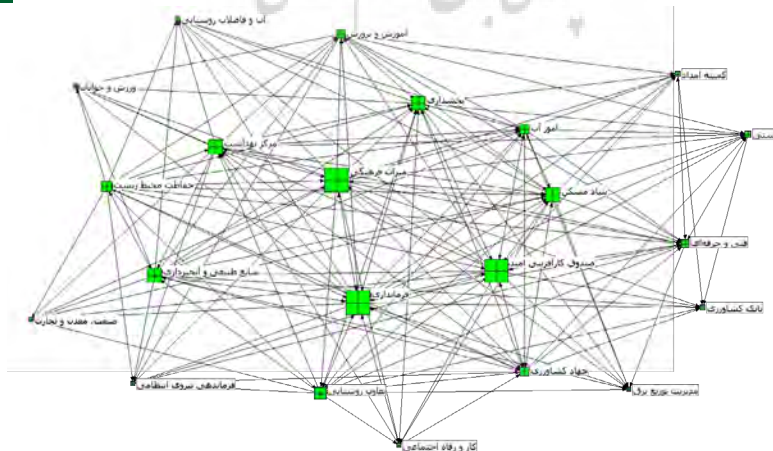 آب و فاضلاب روستایی
آموزش و پرورش
کمیته امداد
ورزش و جوانان
بخشداری
امور آب
مرکز بهداشت
میراث فرهنگی
حفاظت محیط زیست
بنیاد مسکن
فنی و حرفه‌ای
صندوق کارآفرینی امید
منابع طبیعی و آبخیزداری
فرمانداری
بانک کشاورزی
صنعت، معدن و تجارت
جهاد کشاورزی
فرماندهی نیروی انتظامی
تعاون روستایی
مدیریت توزیع برق
کار و رفاه اجتماعی